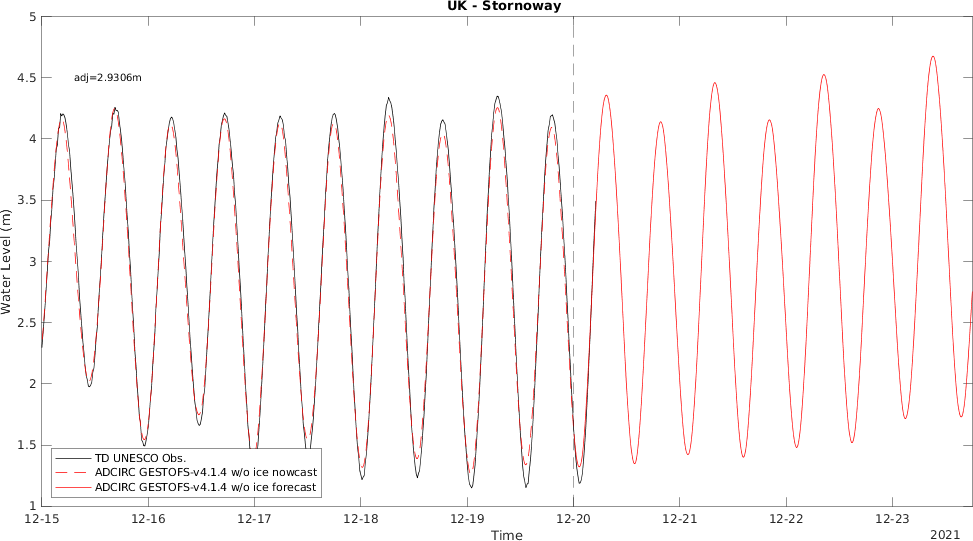 UK - Stornoway
5
4.5
4
3.5
3
2.5
2
1.5
1
Water Level (m)
adj=2.9306m
TD UNESCO Obs.
ADCIRC GESTOFS-v4.1.4 w/o ice nowcast
ADCIRC GESTOFS-v4.1.4 w/o ice forecast
12-15 12-16 12-17 12-18 12-19 12-20 12-21 12-22 12-23
Time
2021